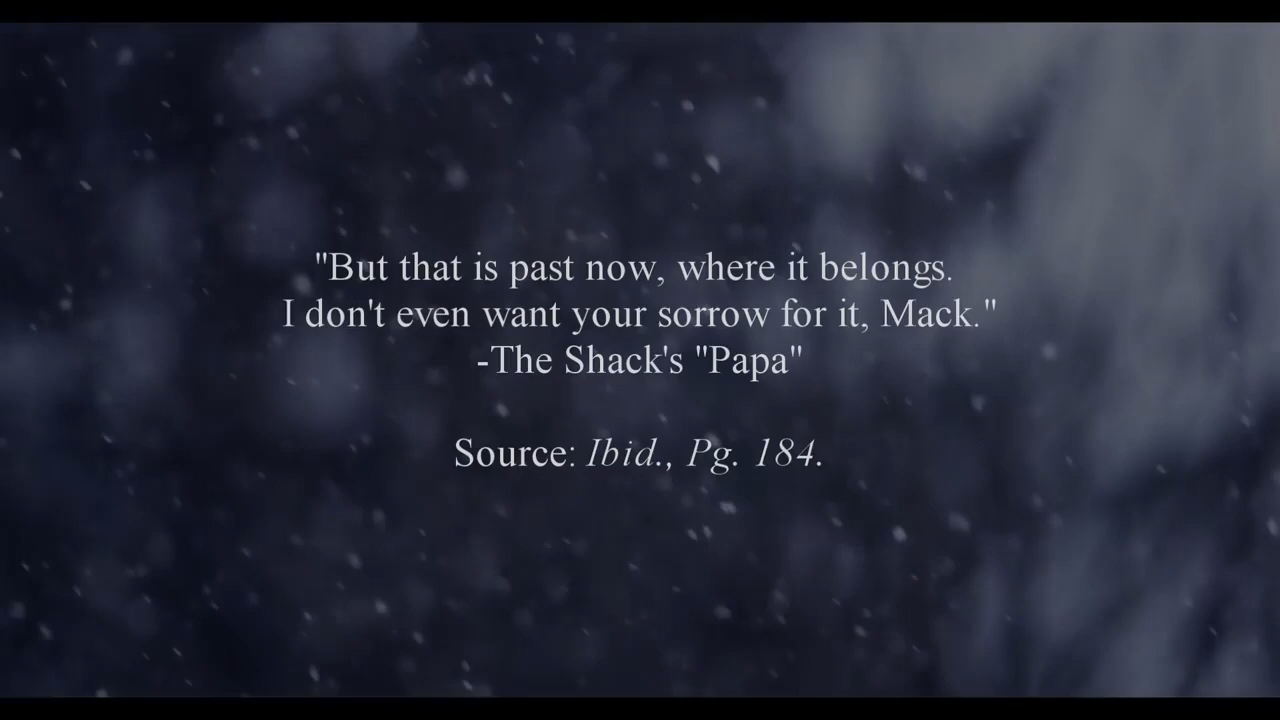 "But that is past now, where it belongs.
I don't even want your sorrow for it, Mack."
-The Shack's "Papa"
Source: Ibid., Pg. 184.